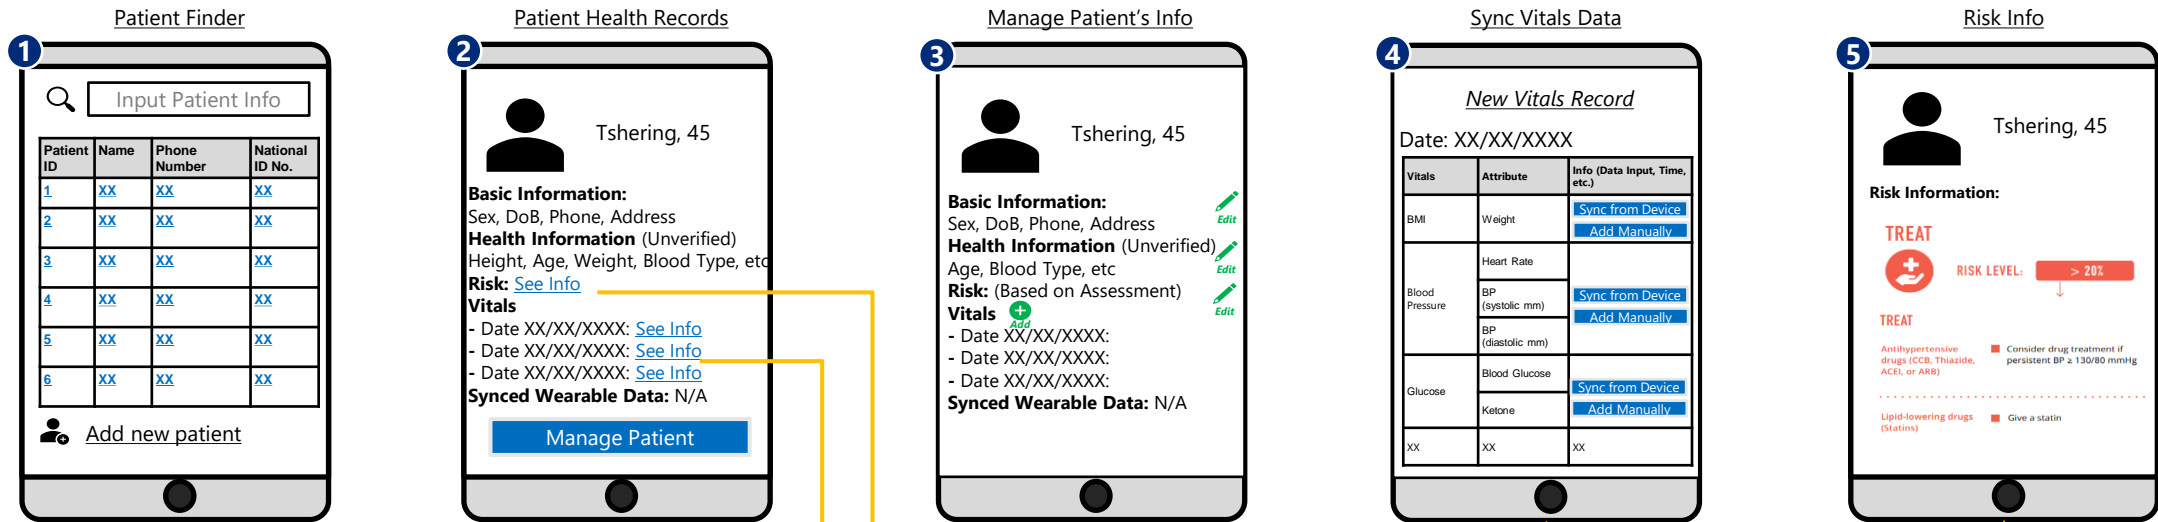 Patient Finder
1
Input Patient Info
Patient ID Name Phone Number National ID No.
1 XX XX XX
2 XX XX XX
3 XX XX XX
4 XX XX XX
5 XX XX XX
6 XX XX XX
Add new patient
Patient Health Records
2
Tshering, 45
Basic Information:
Sex, DoB, Phone, Address
Health Information (Unverified)
Height, Age, Weight, Blood Type, etc
Risk: See Info
Vitals
- Date XX/XX/XXXX: See Info
- Date XX/XX/XXXX: See Info
- Date XX/XX/XXXX: See Info
Synced Wearable Data: N/A
Manage Patient
Manage Patient's Info
3
Tshering, 45
Basic Information:
Edit
Sex, DoB, Phone, Address
Health Information (Unverified)
Edit
Age, Blood Type, etc
Risk: (Based on Assessment)
Edit
Vitals
Add
- Date XX/XX/XXXX:
- Date XX/XX/XXXX:
- Date XX/XX/XXXX:
Synced Wearable Data: N/A
Sync Vitals Data
4
New Vitals Record
Date: XX/XX/XXXX
Vitals Attribute Info (Data Input, Time, etc.)
BMI Weight Sync from Device
Add Manually
Blood Pressure
Heart Rate
BP (systolic mm)
BP (diastolic mm)
Sync from Device
Add Manually
Glucose
Blood Glucose
Ketone
Sync from Device
Add Manually
XX XX XX
Risk Info
5
Tshering, 45
Risk Information:
TREAT
RISK LEVEL: > 20%
TREAT
Antihypertensive
drugs (CCB, Thiazide,
ACEI, or ARB)
Consider drug treatment if
persistent BP ≥ 130/80 mmHg
Lipid-lowering drugs
(Statins)
Give a statin